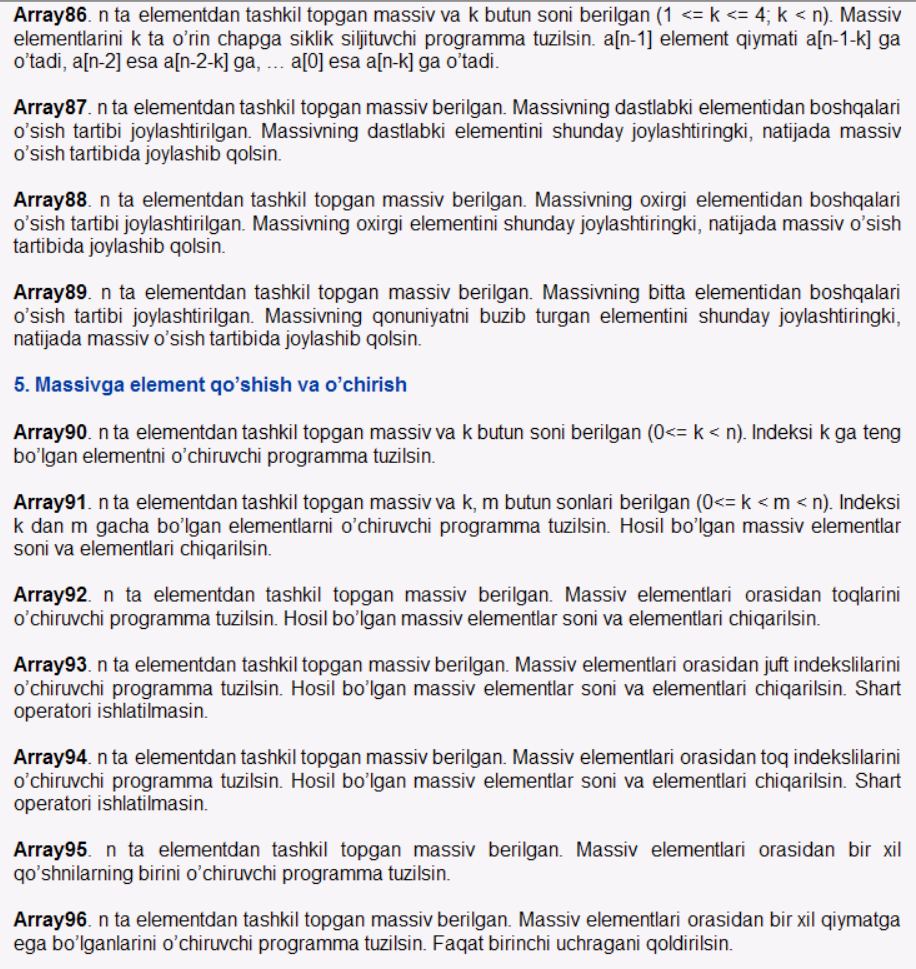 Array86. n ta elementdan tashkil topgan massiv va k butun soni berilgan (1 <= k <= 4; k < n). Massiv
elementlarini k ta o’rin chapga siklik siljituvchi programma tuzilsin. a[n-1] element qiymati a[n-1-k] ga
o’tadi, a[n-2] esa a[n-2-k] ga, … a[0] esa a[n-k] ga o’tadi.
Array87. n ta elementdan tashkil topgan massiv berilgan. Massivning dastlabki elementidan boshqalari
o’sish tartibi joylashtirilgan. Massivning dastlabki elementini shunday joylashtiringki, natijada massiv
o’sish tartibida joylashib qolsin.
Array88. n ta elementdan tashkil topgan massiv berilgan. Massivning oxirgi elementidan boshqalari
o’sish tartibi joylashtirilgan. Massivning oxirgi elementini shunday joylashtiringki, natijada massiv o’sish
tartibida joylashib qolsin.
Array89. n ta elementdan tashkil topgan massiv berilgan. Massivning bitta elementidan boshqalari
o’sish tartibi joylashtirilgan. Massivning qonuniyatni buzib turgan elementini shunday joylashtiringki,
natijada massiv o’sish tartibida joylashib qolsin.
5. Massivga element qo’shish va o’chirish
Array90. n ta elementdan tashkil topgan massiv va k butun soni berilgan (0<= k < n). Indeksi k ga teng
bo’lgan elementni o’chiruvchi programma tuzilsin.
Array91. n ta elementdan tashkil topgan massiv va k, m butun sonlari berilgan (0<= k < m < n). Indeksi
k dan m gacha bo’lgan elementlarni o’chiruvchi programma tuzilsin. Hosil bo’lgan massiv elementlar
soni va elementlari chiqarilsin.
Array92. n ta elementdan tashkil topgan massiv berilgan. Massiv elementlari orasidan toqlarini
o’chiruvchi programma tuzilsin. Hosil bo’lgan massiv elementlar soni va elementlari chiqarilsin.
Array93. n ta elementdan tashkil topgan massiv berilgan. Massiv elementlari orasidan juft indekslilarini
o’chiruvchi programma tuzilsin. Hosil bo’lgan massiv elementlar soni va elementlari chiqarilsin. Shart
operatori ishlatilmasin.
Array94. n ta elementdan tashkil topgan massiv berilgan. Massiv elementlari orasidan toq indekslilarini
o’chiruvchi programma tuzilsin. Hosil bo’lgan massiv elementlar soni va elementlari chiqarilsin. Shart
operatori ishlatilmasin.
Array95. n ta elementdan tashkil topgan massiv berilgan. Massiv elementlari orasidan bir xil
qo’shnilarning birini o’chiruvchi programma tuzilsin.
Array96. n ta elementdan tashkil topgan massiv berilgan. Massiv elementlari orasidan bir xil qiymatga
ega bo’lganlarini o’chiruvchi programma tuzilsin. Faqat birinchi uchragani qoldirilsin.